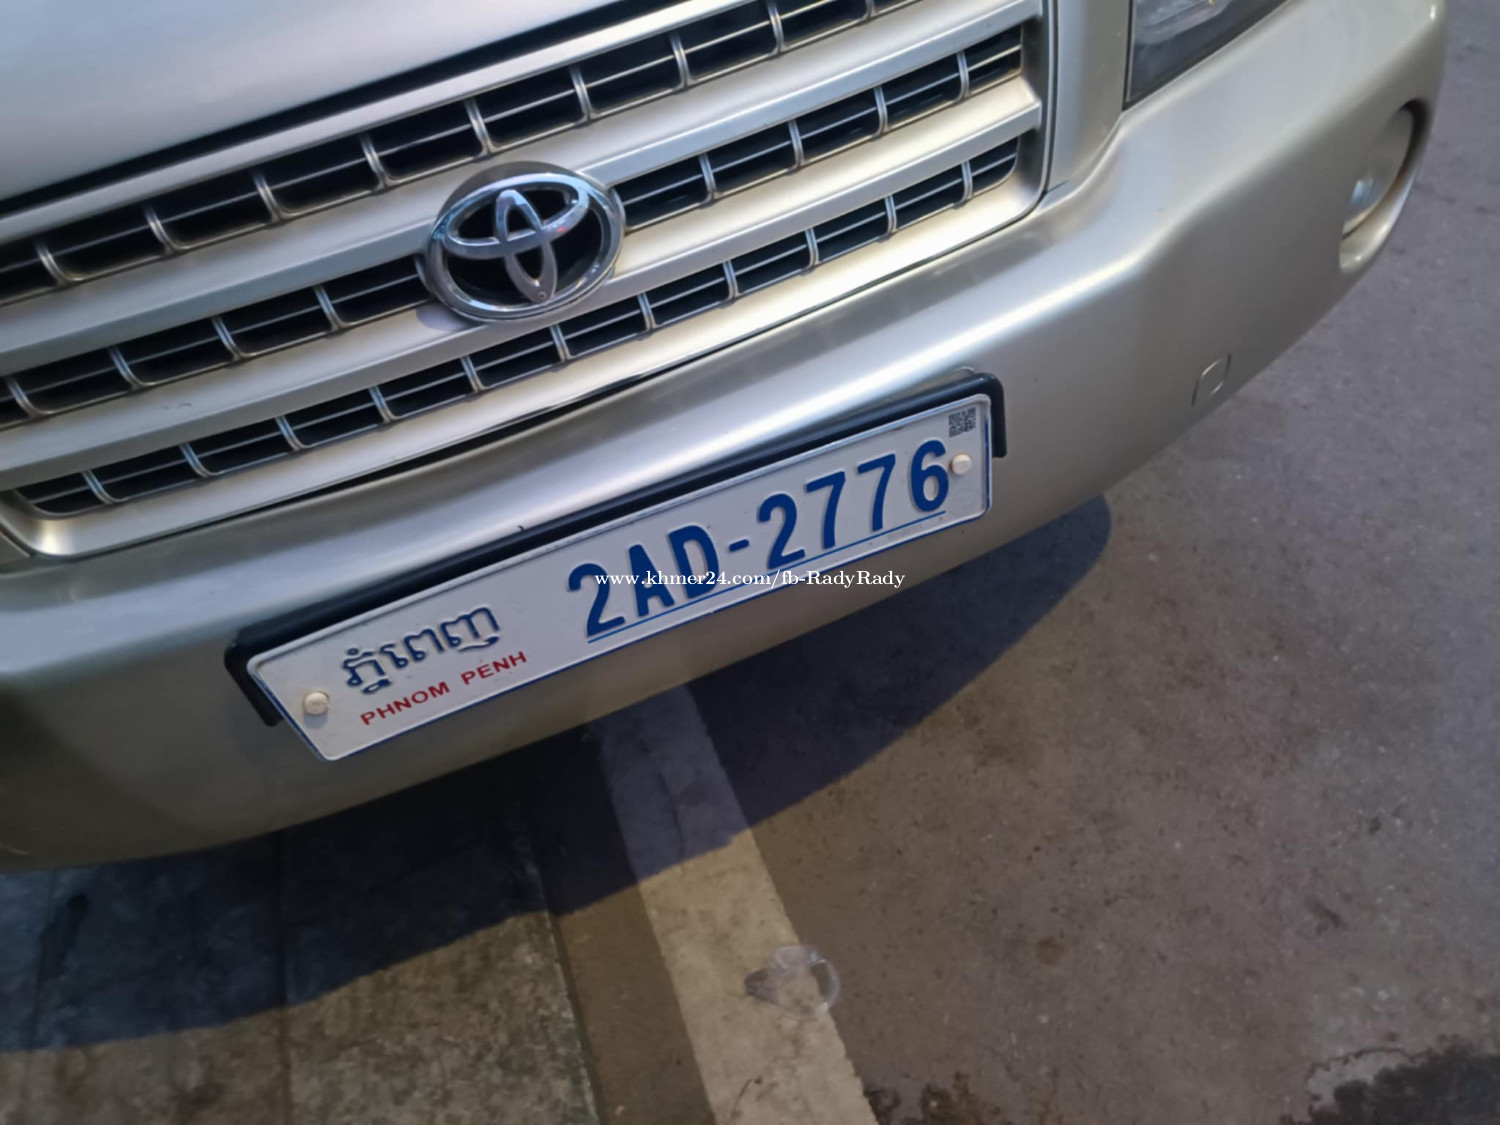 2AD-2776
ភ្នំពេញ
PHNOM PENH
www.khmer24.com/fb-RadyRady